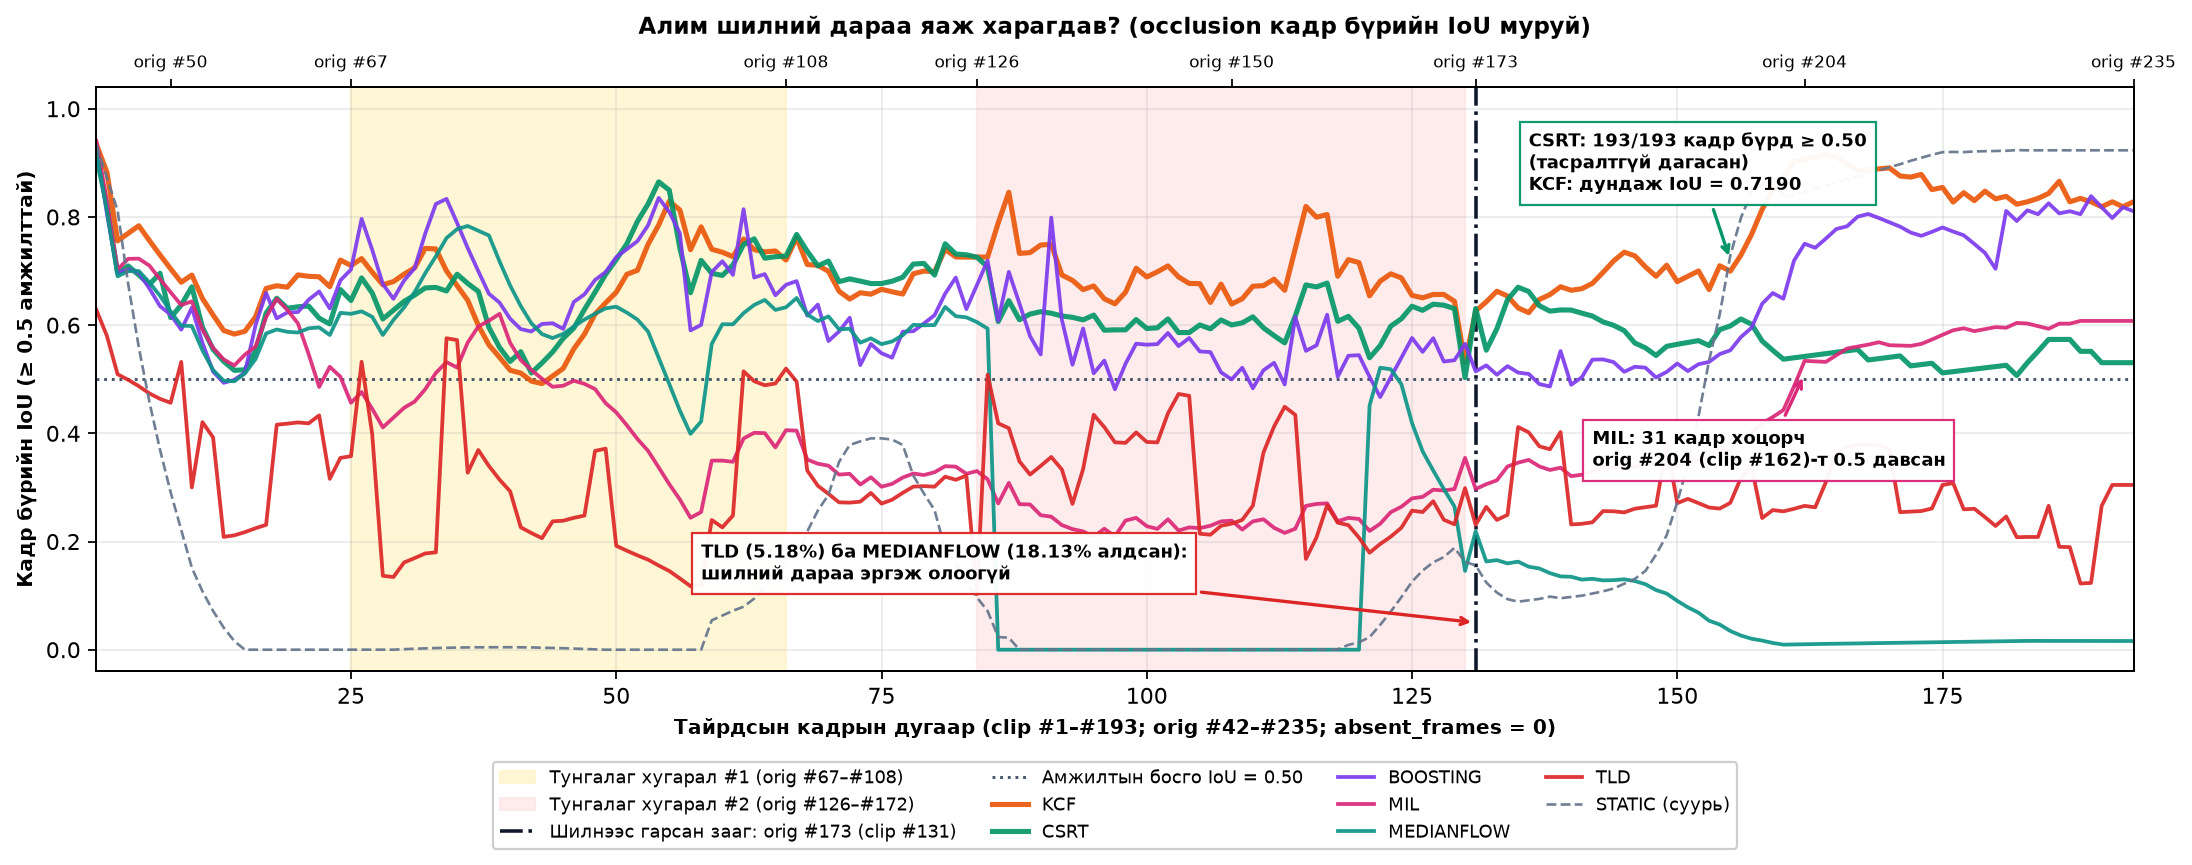 Алим шилний дараа яаж харагдав? (occlusion кадр бүрийн IoU муруй)
orig #50 orig #67 orig #108 orig #126 orig #150 orig #173 orig #204 orig #235
Кадр бүрийн IoU (≥ 0.5 амжилттай)
1.0
0.8
0.6
0.4
0.2
0.0
CSRT: 193/193 кадр бүрд ≥ 0.50
(тасралтгүй дагасан)
KCF: дундаж IoU = 0.7190
MIL: 31 кадр хоцорч
orig #204 (clip #162)-т 0.5 давсан
TLD (5.18%) ба MEDIANFLOW (18.13% алдсан):
шилний дараа эргэж олоогүй
25 50 75 100 125 150 175
Тайрдсын кадрын дугаар (clip #1–#193; orig #42–#235; absent_frames = 0)
Тунгалаг хугарал #1 (orig #67–#108)
Тунгалаг хугарал #2 (orig #126–#172)
Шилнээс гарсан зааг: orig #173 (clip #131)
Амжилтын босго IoU = 0.50
KCF
CSRT
BOOSTING
MIL
MEDIANFLOW
TLD
STATIC (суурь)